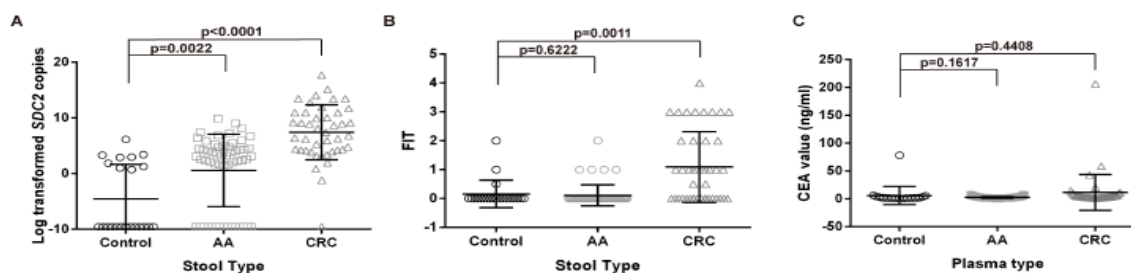 A
p<0.0001
p=0.0022
Log transformed SDC2 copies
20
10
0
-10
Control
AA
CRC
Stool Type
B
p=0.0011
p=0.6222
FIT
5
4
3
2
1
0
-1
Control
AA
CRC
Stool Type
C
p=0.4408
p=0.1617
CEA value (ng/ml)
250
200
150
100
50
0
-50
Control
AA
CRC
Plasma type